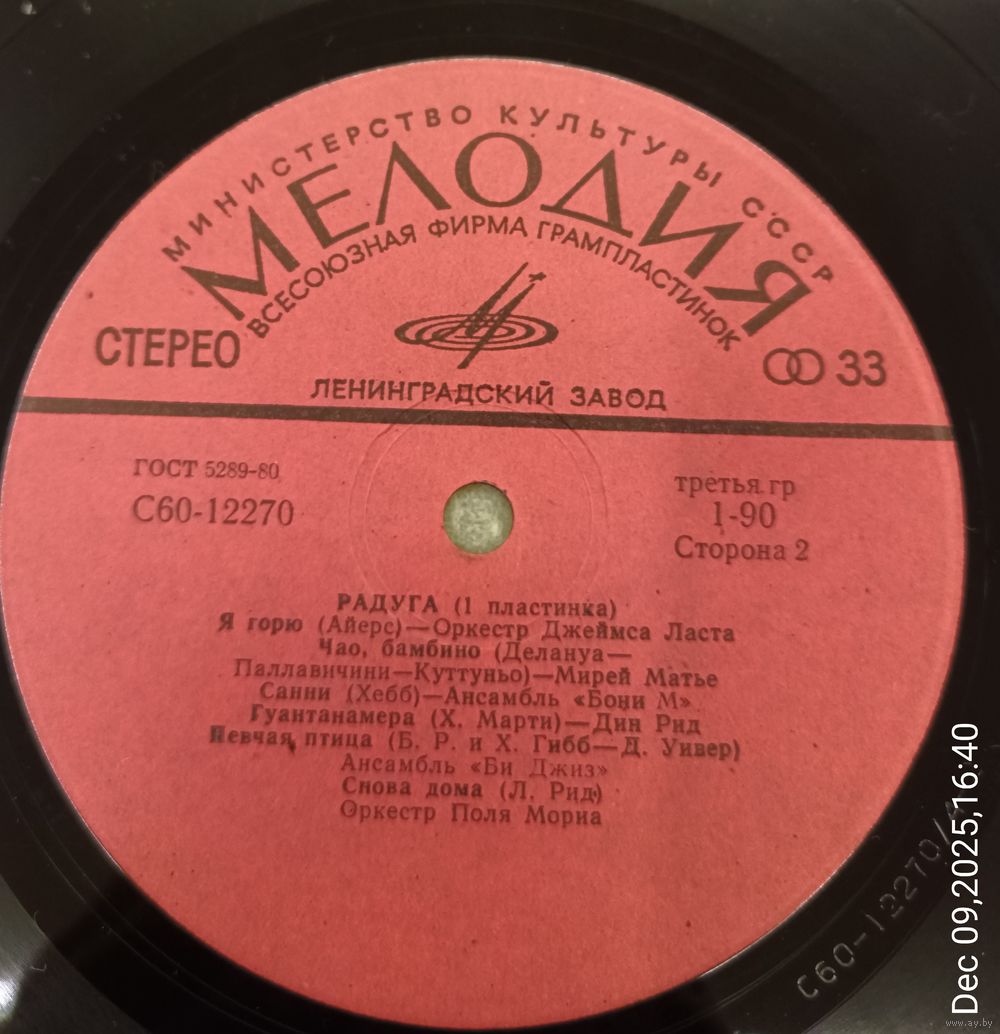 МИНИСТЕРСТВО КУЛЬТУРЫ СССР
МЕЛОДИЯ
ВСЕСОЮЗНАЯ ФИРМА ГРАМПЛАСТИНОК
СТЕРЕО
33
ЛЕНИНГРАДСКИЙ ЗАВОД
ГОСТ 5289-80
С60-12270
третья гр
1-90
Сторона 2
РАДУГА (1 пластинка)
Я горю (Айерс)—Оркестр Джеймса Ласта
Чао, бамбино (Делануа—
Паллавичини—Куттуньо)—Мирей Матье
Санни (Хебб)—Ансамбль «Бони М»
Гуантанамера (Х. Марти)—Дин Рид
Певчая птица (Б. Р. и Х. Гибб—Д. Уивер)
Ансамбль «Би Джиз»
Снова дома (Л. Рид)
Оркестр Поля Мориа
С60-12270/
Dec 09,2025,16:40
www.ay.by